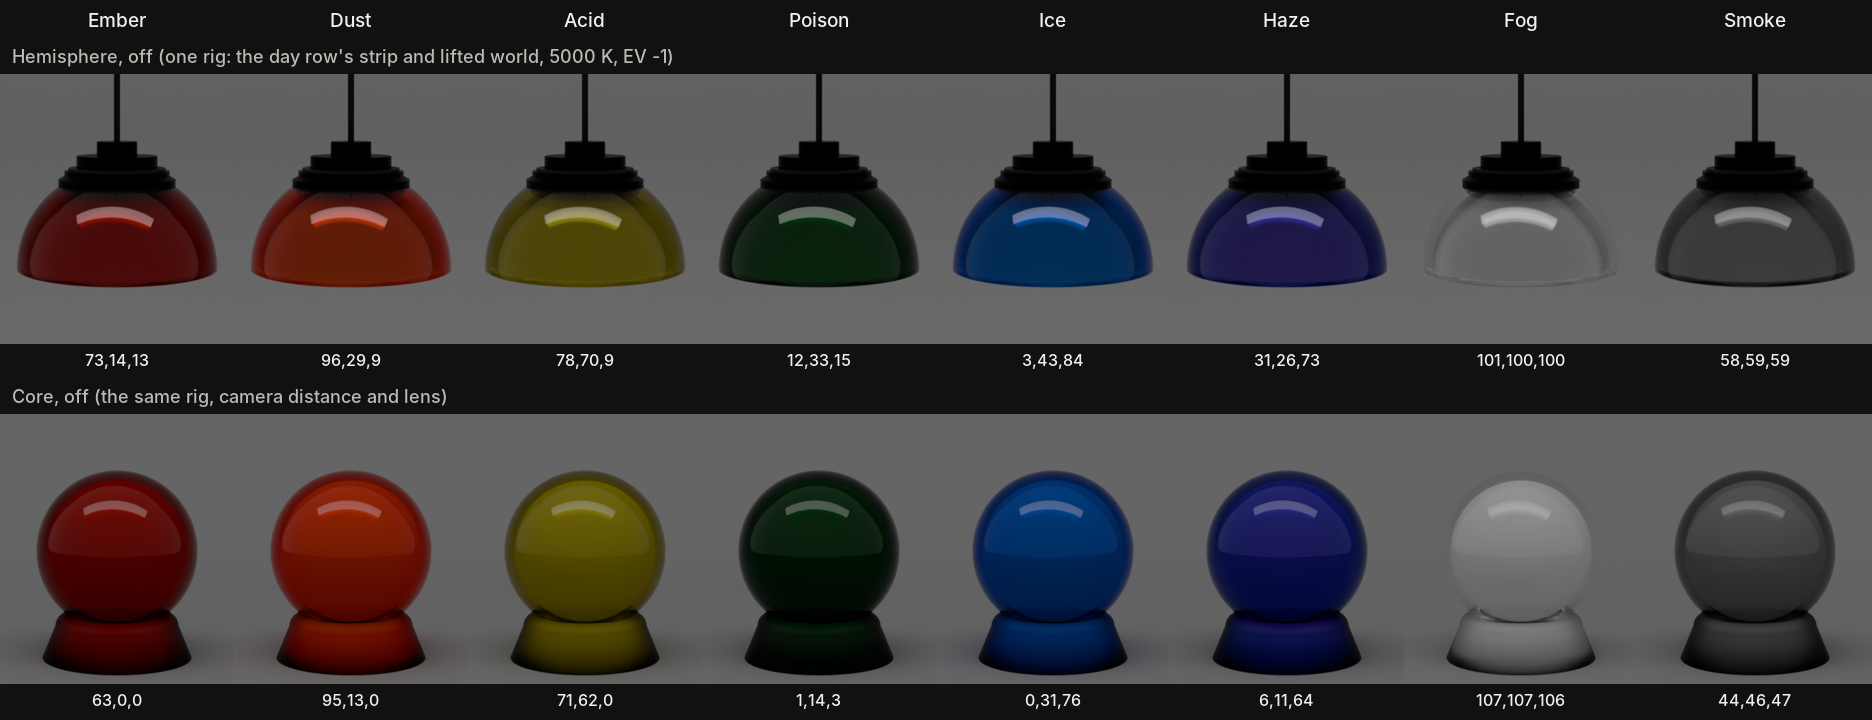 Ember Dust Acid Poison Ice Haze Fog Smoke
Hemisphere, off (one rig: the day row's strip and lifted world, 5000 K, EV -1)
73,14,13 96,29,9 78,70,9 12,33,15 3,43,84 31,26,73 101,100,100 58,59,59
Core, off (the same rig, camera distance and lens)
63,0,0 95,13,0 71,62,0 1,14,3 0,31,76 6,11,64 107,107,106 44,46,47